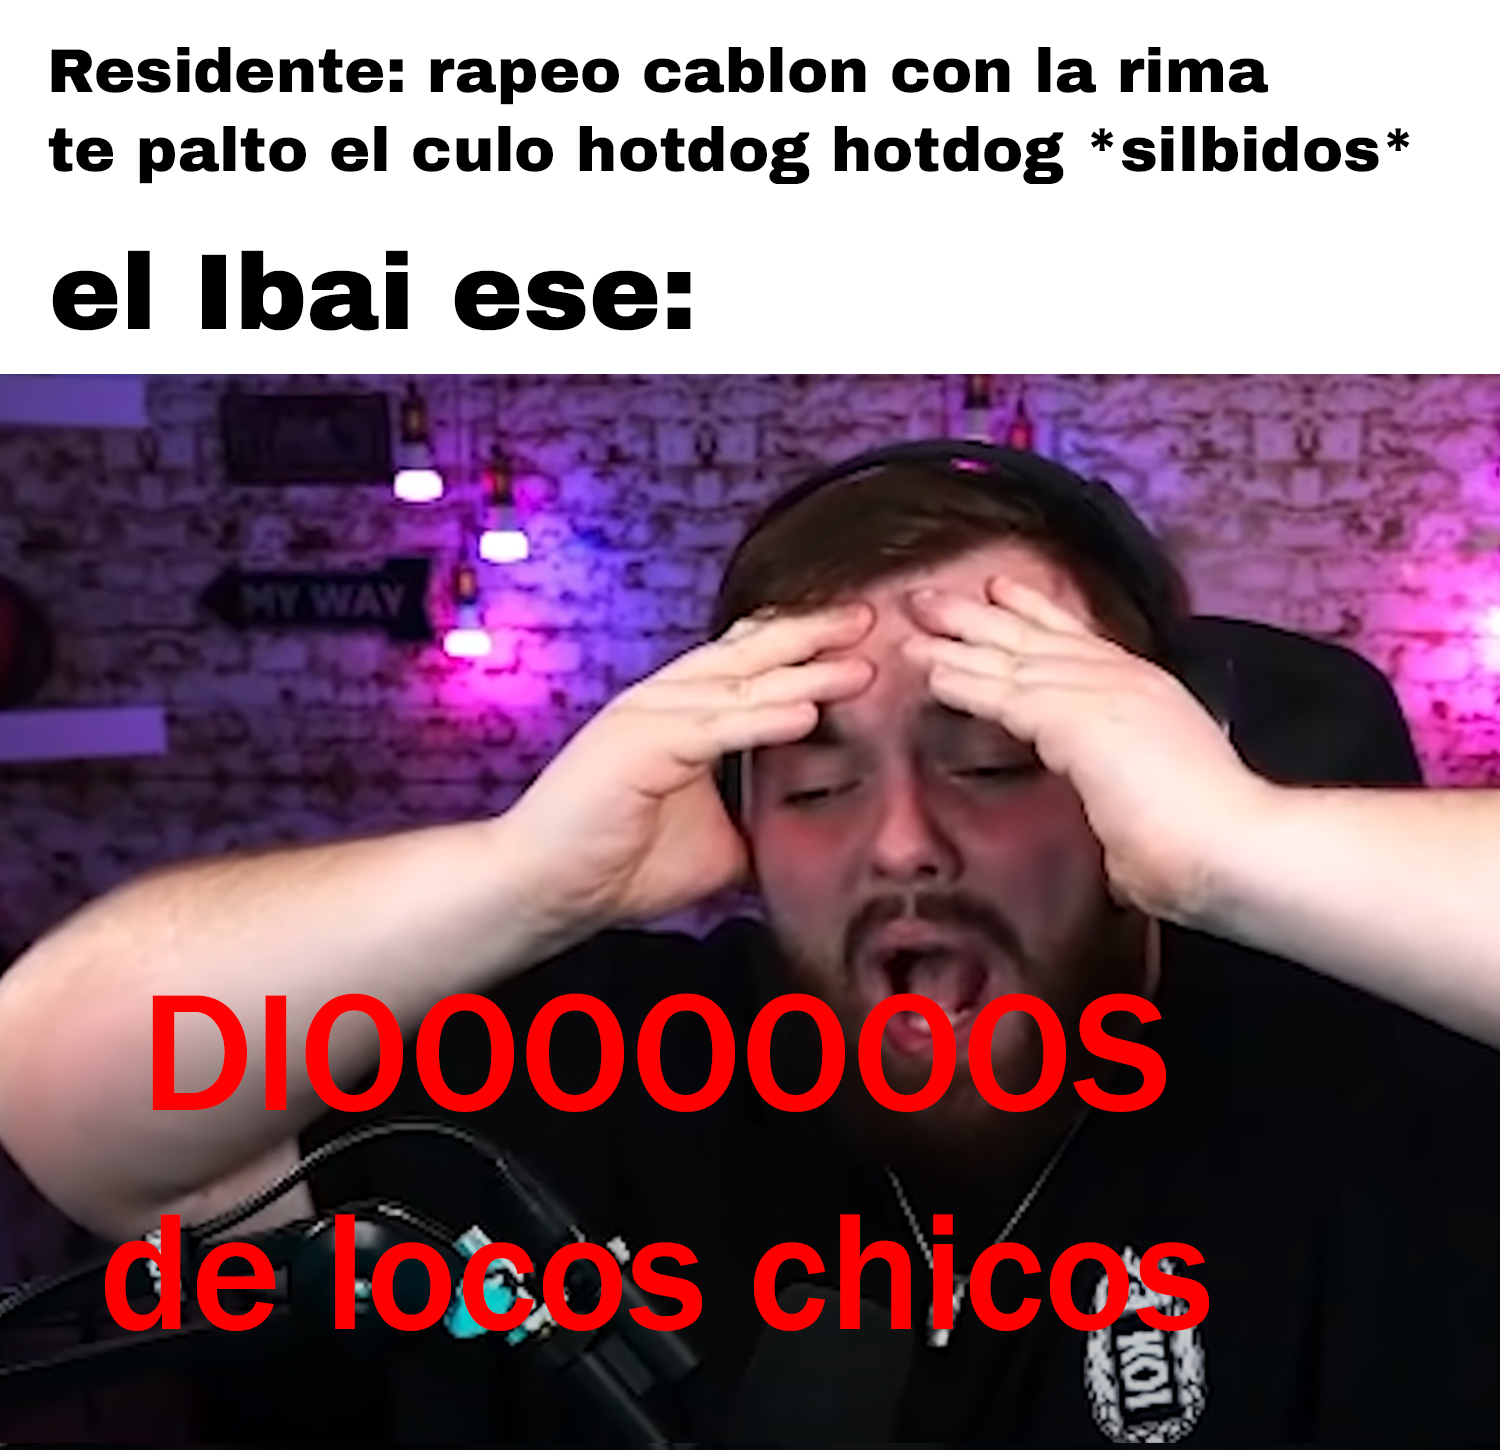 Residente: rapeo cablon con la rima
te palto el culo hotdog hotdog *silbidos*
el Ibai ese:
MY WAY
DIOOOOOOOS
de locos chicos
KOI